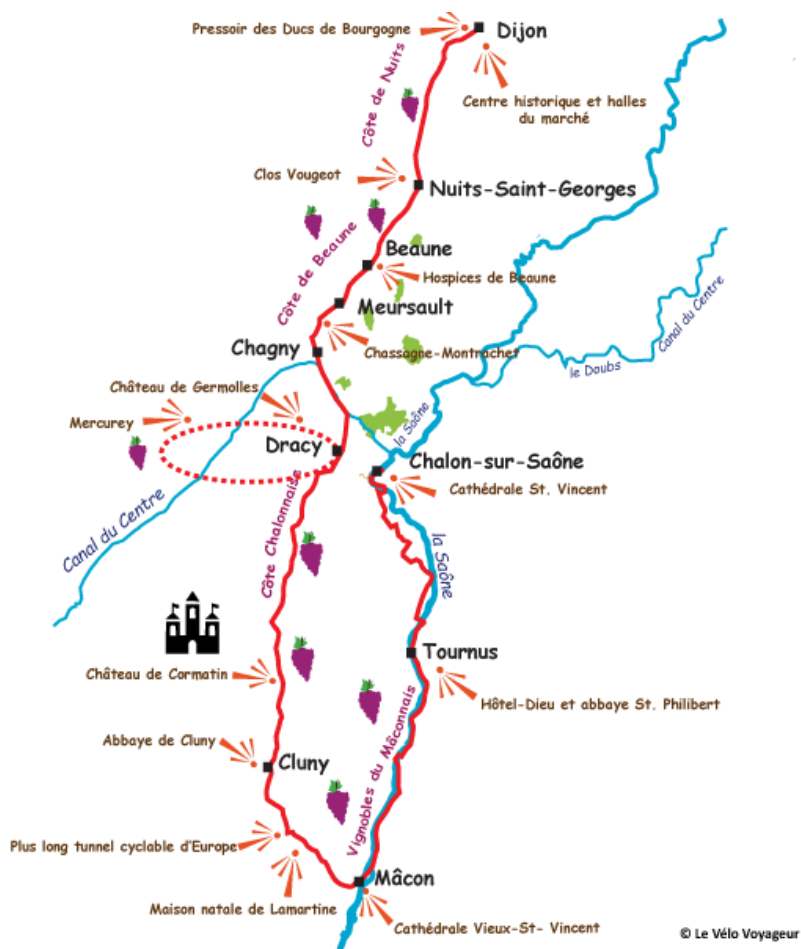 Pressoir des Ducs de Bourgogne
Dijon
Côte de Nuits
Centre historique et halles
du marché
Clos Vougeot
Nuits-Saint-Georges
Côte de Beaune
Beaune
Hospices de Beaune
Meursault
Chagny
Chassagne-Montrachet
Canal du Centre
le Doubs
Château de Germolles
Mercurey
la Saône
Dracy
Chalon-sur-Saône
Cathédrale St. Vincent
Canal du Centre
Côte Chalonnaise
la Saône
Tournus
Château de Cormatin
Hôtel-Dieu et abbaye St. Philibert
Abbaye de Cluny
Cluny
Vignobles du Mâconnais
Plus long tunnel cyclable d'Europe
Mâcon
Maison natale de Lamartine
Cathédrale Vieux-St- Vincent
© Le Vélo Voyageur